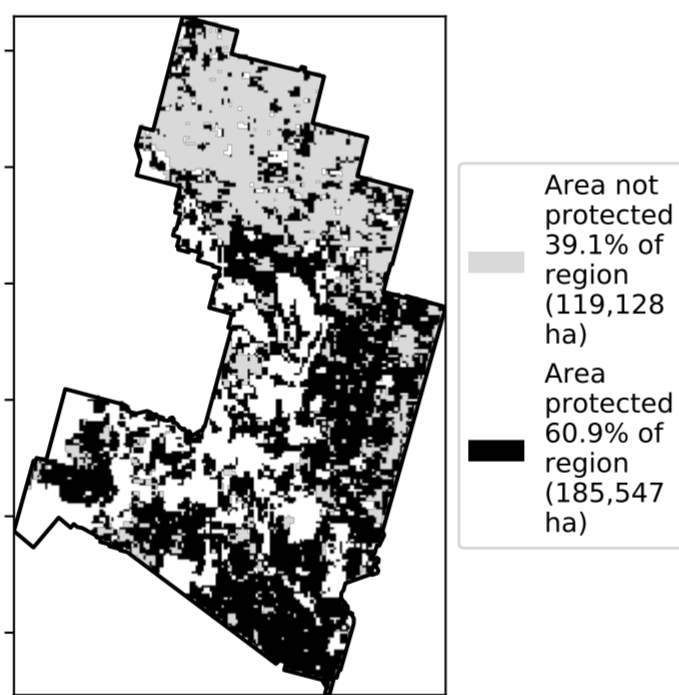 Area not
protected
39.1% of
region
(119,128
ha)
Area
protected
60.9% of
region
(185,547
ha)